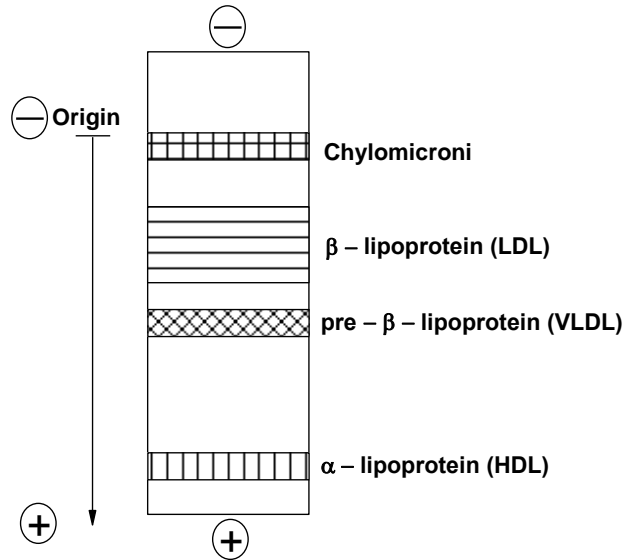 −
− Origin
Chylomicroni
β – lipoprotein (LDL)
pre – β – lipoprotein (VLDL)
α – lipoprotein (HDL)
+
+